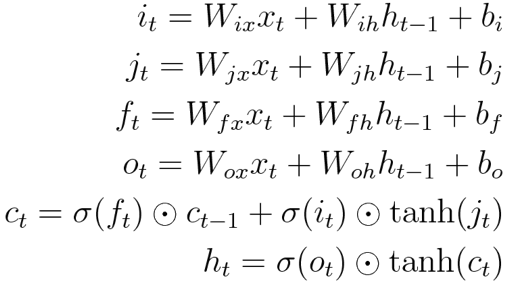 i_t = W_{ix}x_t + W_{ih}h_{t-1} + b_i
j_t = W_{jx}x_t + W_{jh}h_{t-1} + b_j
f_t = W_{fx}x_t + W_{fh}h_{t-1} + b_f
o_t = W_{ox}x_t + W_{oh}h_{t-1} + b_o
c_t = σ(f_t) ⊙ c_{t-1} + σ(i_t) ⊙ tanh(j_t)
h_t = σ(o_t) ⊙ tanh(c_t)